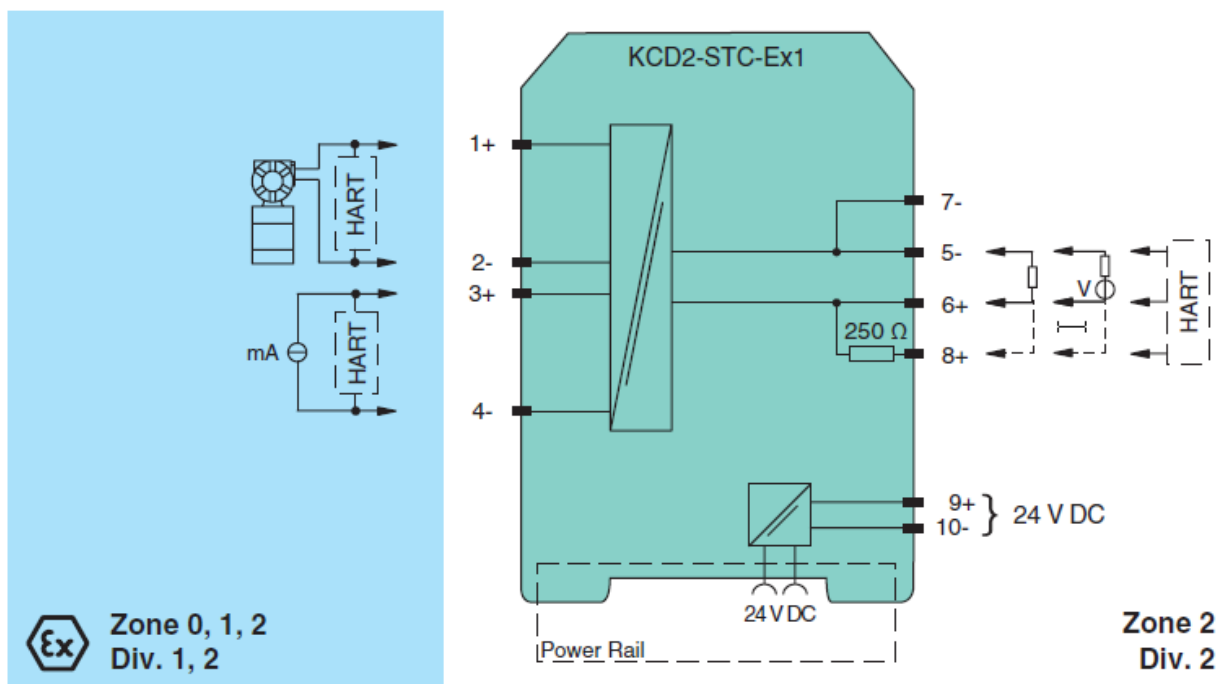 KCD2-STC-Ex1
1+
HART
2-
3+
mA
HART
4-
7-
5-
6+
250 Ω
8+
V
HART
9+
10-
} 24 V DC
24 V DC
Power Rail
Ex
Zone 0, 1, 2
Div. 1, 2
Zone 2
Div. 2